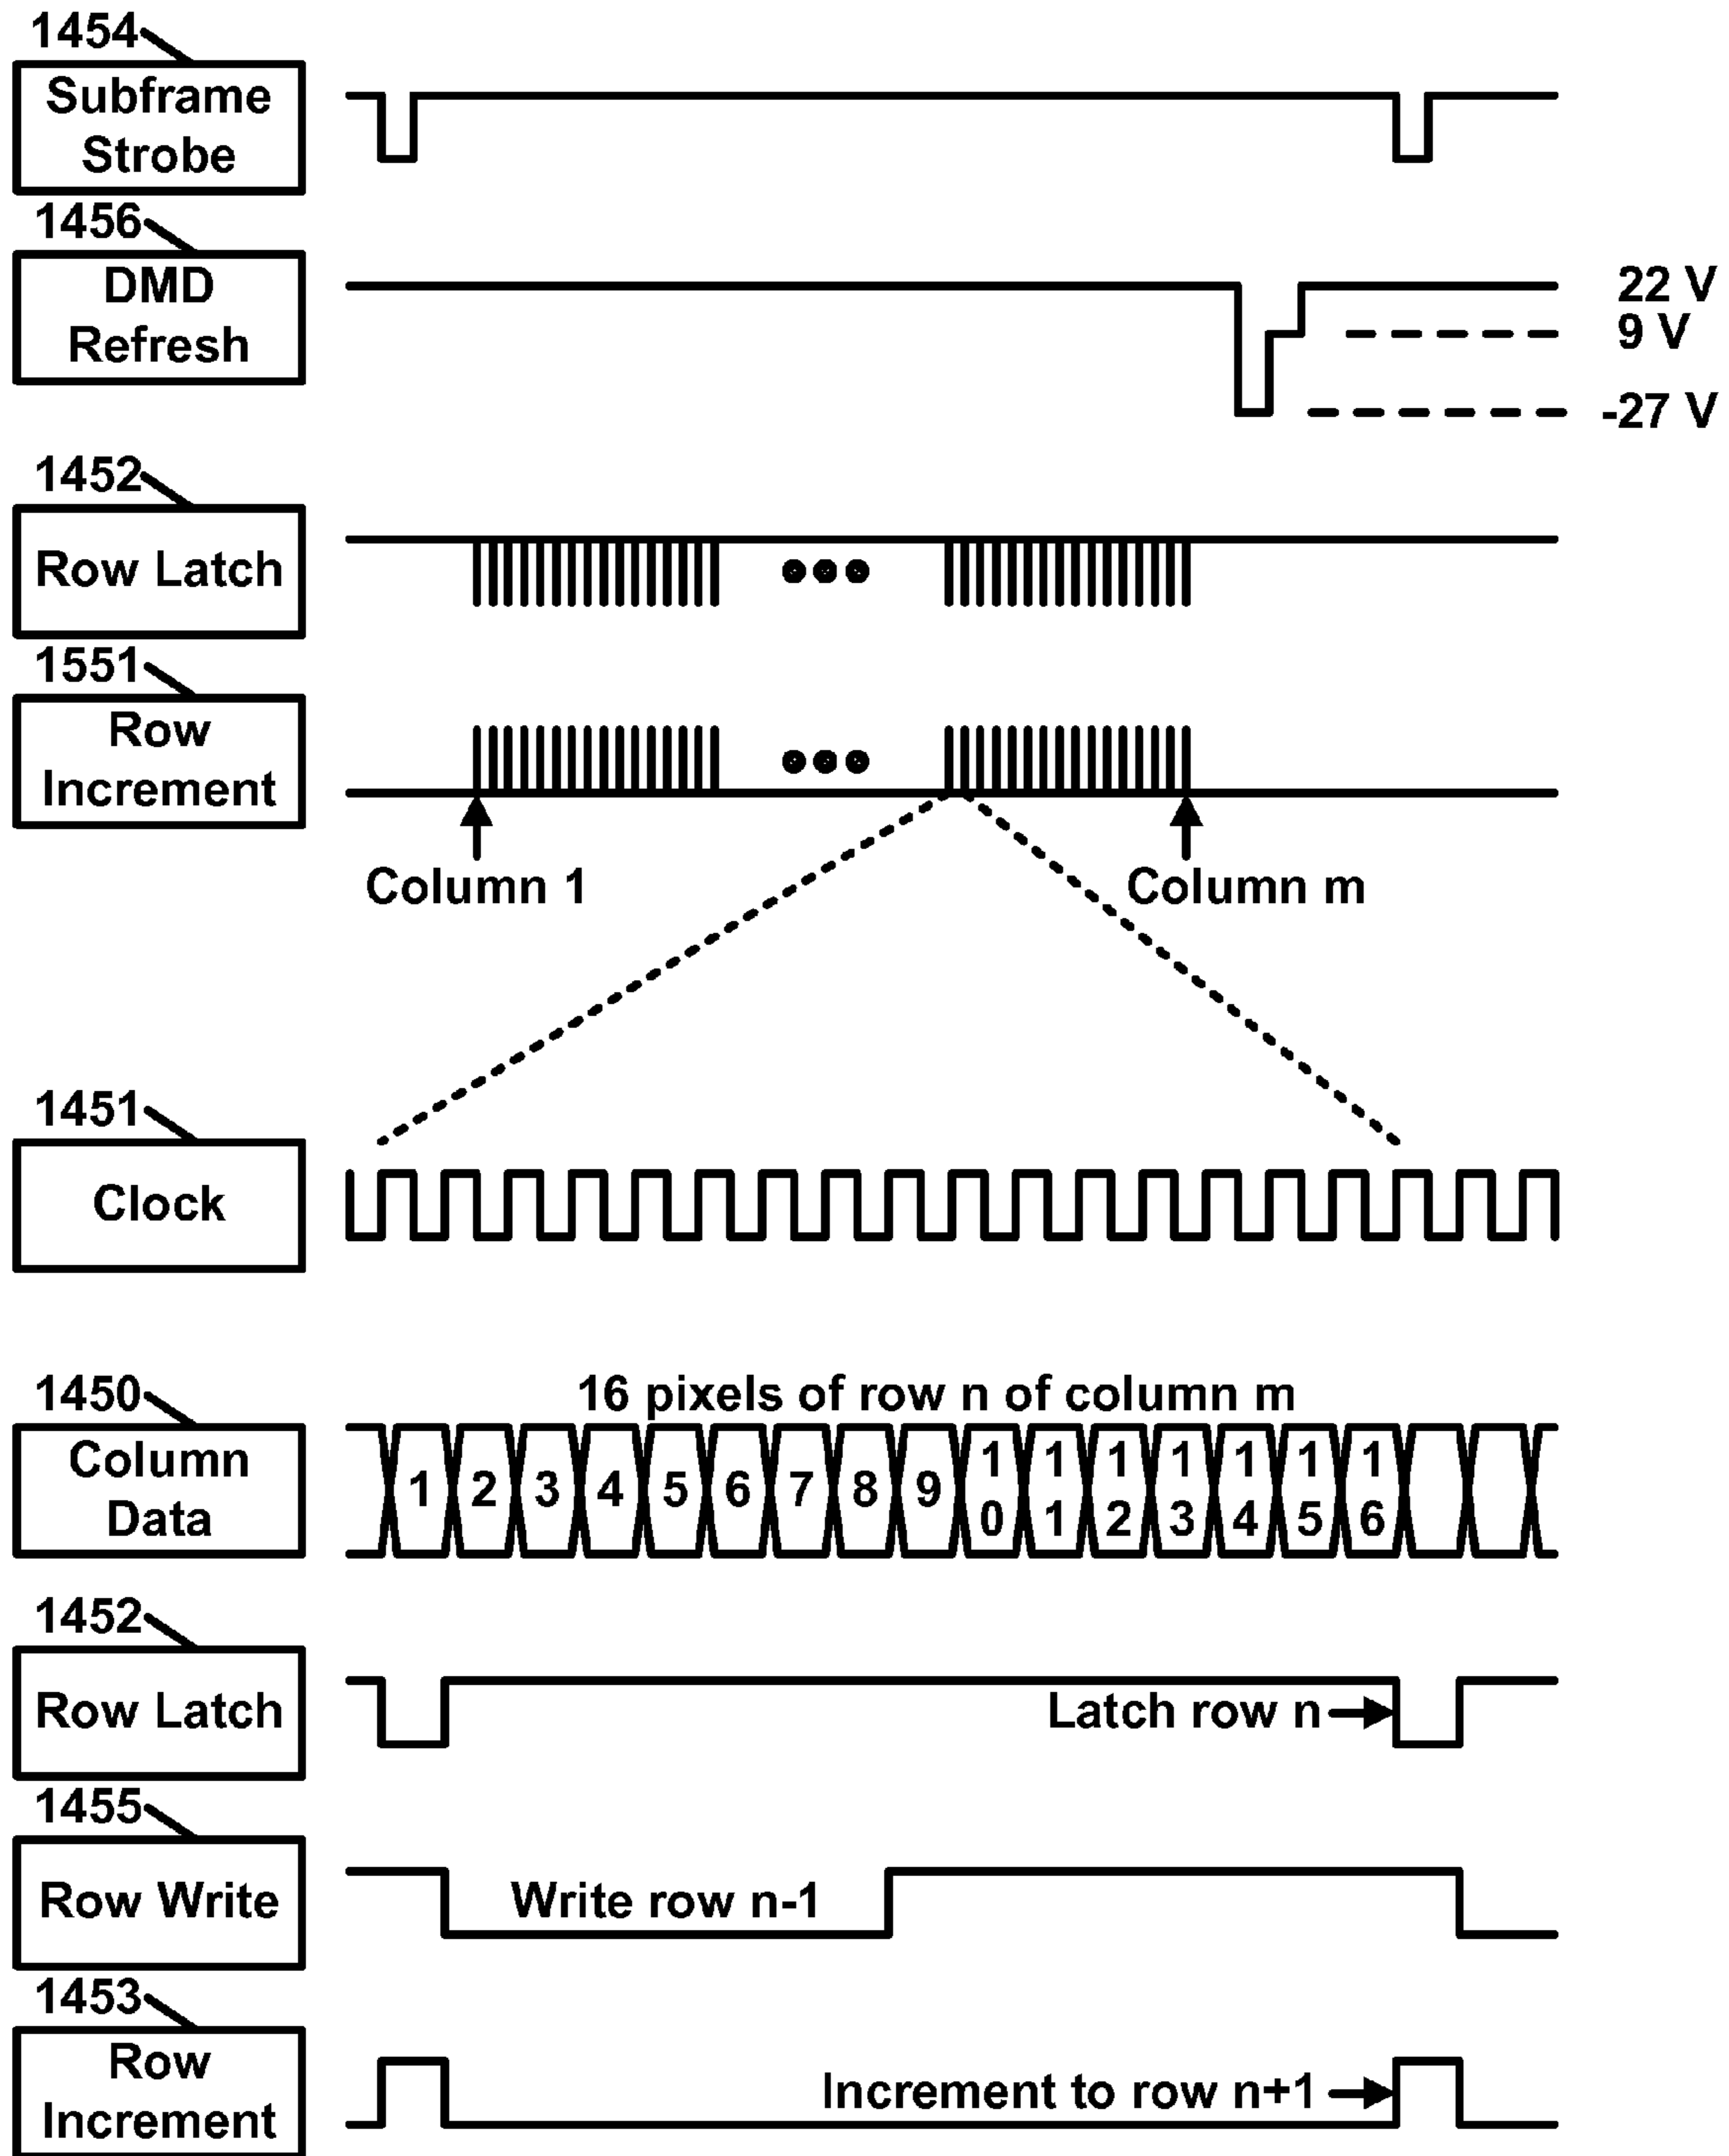 1454
Subframe
Strobe
1456
DMD
Refresh
22 V
9 V
-27 V
1452
Row Latch
1551
Row
Increment
Column 1
Column m
1451
Clock
1450
Column
Data
16 pixels of row n of column m
1 2 3 4 5 6 7 8 9 10 11 12 13 14 15 16
1452
Row Latch
Latch row n
1455
Row Write
Write row n-1
1453
Row
Increment
Increment to row n+1